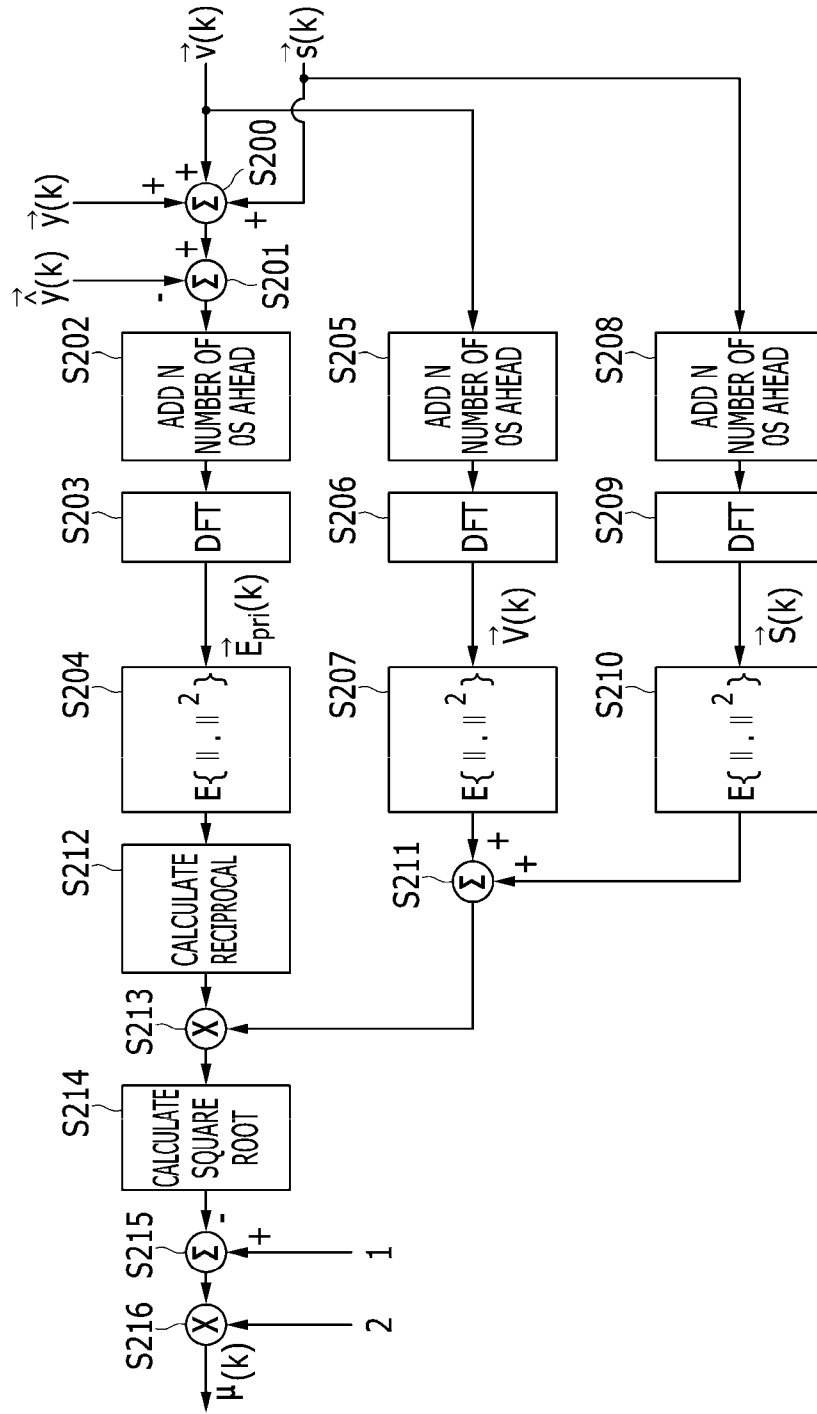 v⃗(k)
s⃗(k)
y⃗(k)
+
+
+
Σ
S200
ŷ⃗(k)
-
+
Σ
S201
S202
ADD N
NUMBER OF
0S AHEAD
S203
DFT
E⃗pri(k)
S204
E{ || . ||² }
S205
ADD N
NUMBER OF
0S AHEAD
S206
DFT
V⃗(k)
S207
E{ || . ||² }
S208
ADD N
NUMBER OF
0S AHEAD
S209
DFT
S⃗(k)
S210
E{ || . ||² }
+
+
Σ
S211
S212
CALCULATE
RECIPROCAL
S213
X
S214
CALCULATE
SQUARE
ROOT
S215
Σ
-
+
1
S216
X
2
μ(k)